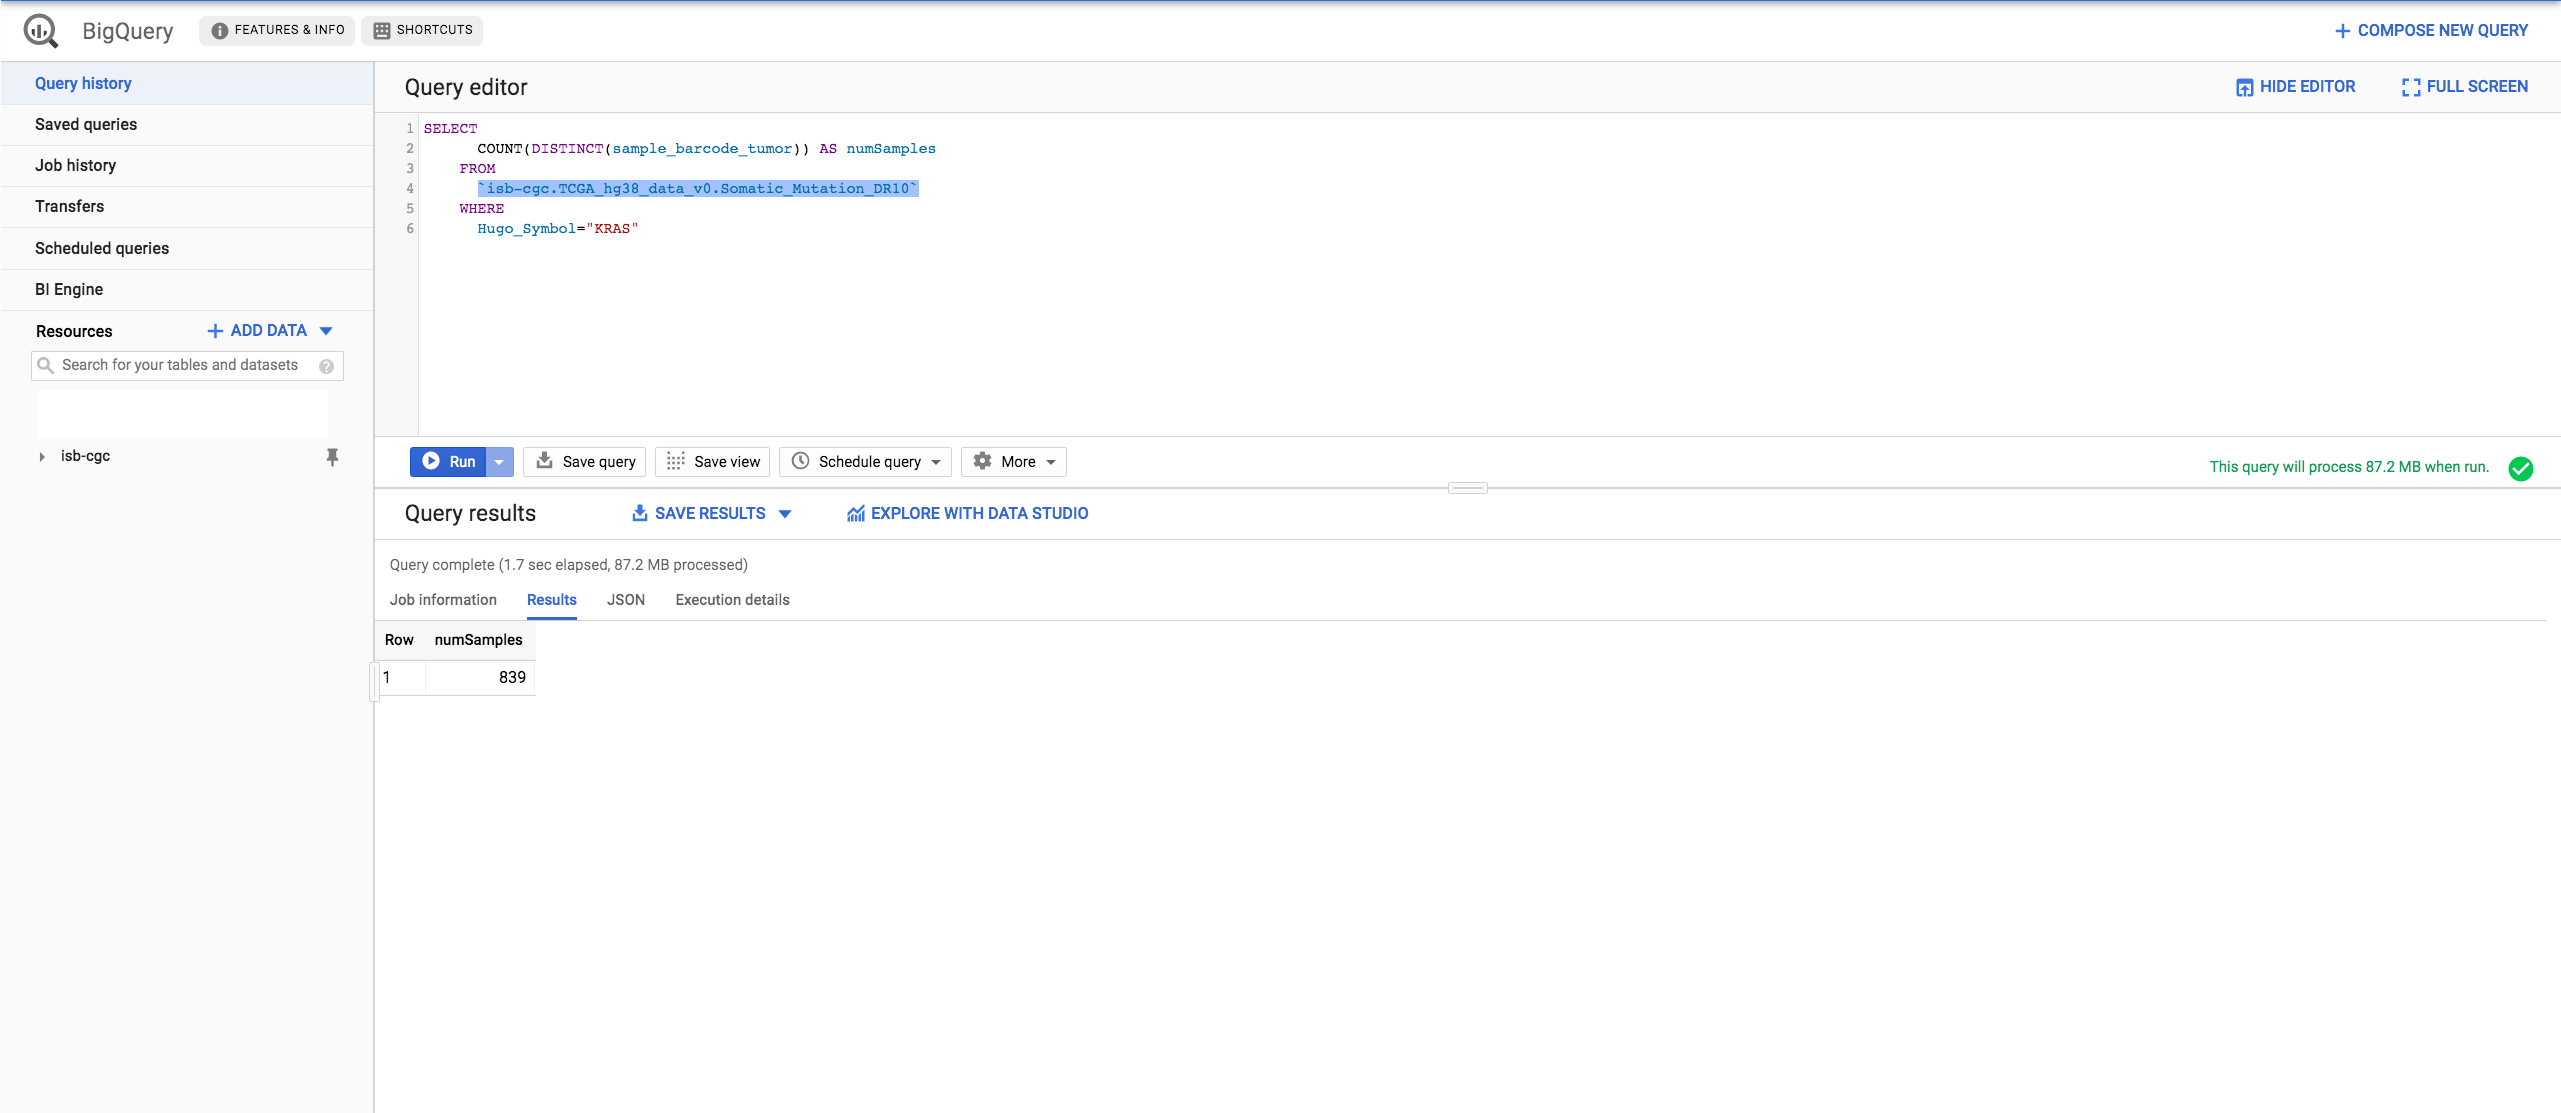 BigQuery
FEATURES & INFO
SHORTCUTS
COMPOSE NEW QUERY
Query history
Saved queries
Job history
Transfers
Scheduled queries
BI Engine
Resources
ADD DATA
Search for your tables and datasets
isb-cgc
Query editor
HIDE EDITOR
FULL SCREEN
1 SELECT
2 COUNT(DISTINCT(sample_barcode_tumor)) AS numSamples
3 FROM
4 `isb-cgc.TCGA_hg38_data_v0.Somatic_Mutation_DR10`
5 WHERE
6 Hugo_Symbol="KRAS"
Run
Save query
Save view
Schedule query
More
This query will process 87.2 MB when run.
Query results
SAVE RESULTS
EXPLORE WITH DATA STUDIO
Query complete (1.7 sec elapsed, 87.2 MB processed)
Job information Results JSON Execution details
Row numSamples
1 839